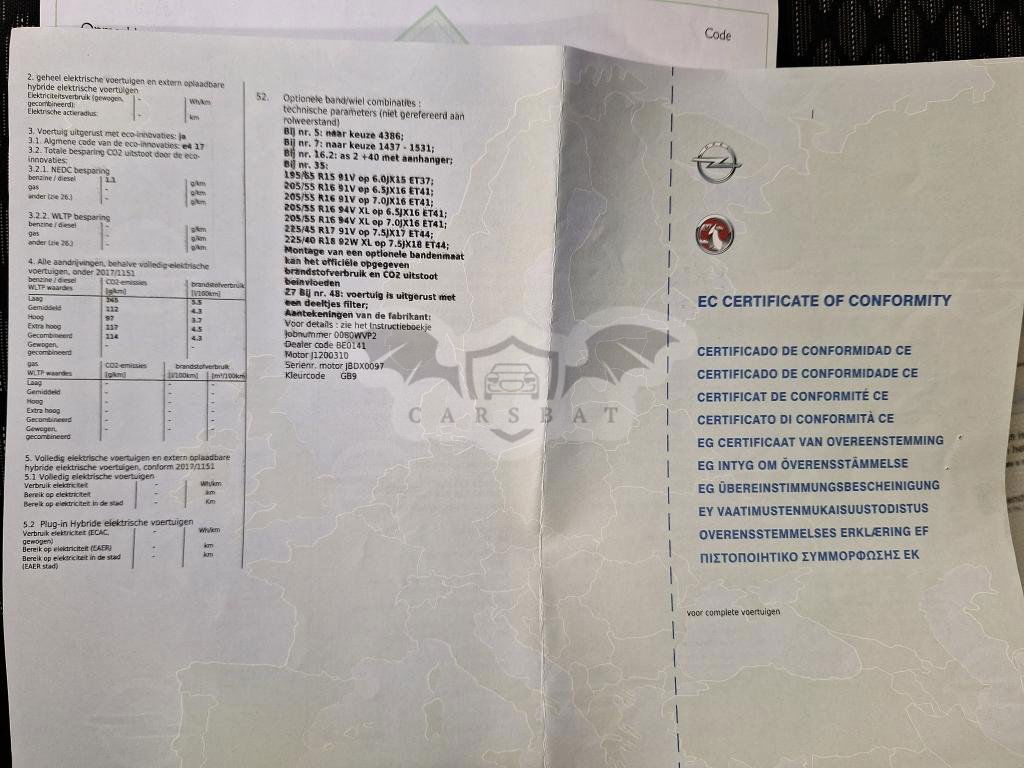 Code
2. geheel elektrische voertuigen en extern oplaadbare
hybride elektrische voertuigen
Elektriciteitsverbruik (gewogen, - Wh/km
gecombineerd):
Elektrische actieradius: - km
3. Voertuig uitgerust met eco-innovaties: ja
3.1. Algmene code van de eco-innovaties: e4 17
3.2. Totale besparing CO2 uitstoot door de eco-
innovaties:
3.2.1. NEDC besparing
benzine / diesel 1.1 g/km
gas - g/km
ander (zie 26.) - g/km
3.2.2. WLTP besparing
benzine / diesel - g/km
gas - g/km
ander (zie 26.) - g/km
4. Alle aandrijvingen, behalve volledig-elektrische
voertuigen, onder 2017/1151
benzine / diesel CO2-emissies brandstofverbruik
WLTP waardes [g/km] [l/100km]
Laag 145 5.5
Gemiddeld 112 4.3
Hoog 97 3.7
Extra hoog 117 4.5
Gecombineerd 114 4.3
Gewogen, - -
gecombineerd
gas CO2-emissies brandstofverbruik
WLTP waardes [g/km] [l/100km] [m³/100km]
Laag - - -
Gemiddeld - - -
Hoog - - -
Extra hoog - - -
Gecombineerd - - -
Gewogen, - - -
gecombineerd
5. Volledig elektrische voertuigen en extern oplaadbare
hybride elektrische voertuigen, conform 2017/1151
5.1 Volledig elektrische voertuigen
Verbruik elektriciteit - Wh/km
Bereik op elektriciteit - km
Bereik op elektriciteit in de stad - Km
5.2 Plug-in Hybride elektrische voertuigen
Verbruik elektriciteit (ECAC, - Wh/km
gewogen)
Bereik op elektriciteit (EAER) - km
Bereik op elektriciteit in de stad - km
(EAER stad)
52. Optionele band/wiel combinaties :
technische parameters (niet gerefereerd aan
rolweerstand)
Bij nr. 5: naar keuze 4386;
Bij nr. 7: naar keuze 1437 - 1531;
Bij nr. 16.2: as 2 +40 met aanhanger;
Bij nr. 35:
195/65 R15 91V op 6.0JX15 ET37;
205/55 R16 91V op 6.5JX16 ET41;
205/55 R16 91V op 7.0JX16 ET41;
205/55 R16 94V XL op 6.5JX16 ET41;
205/55 R16 94V XL op 7.0JX16 ET41;
225/45 R17 91V op 7.5JX17 ET44;
225/40 R18 92W XL op 7.5JX18 ET44;
Montage van een optionele bandenmaat
kan het officiële opgegeven
brandstofverbruik en CO2 uitstoot
beïnvloeden
Z7 Bij nr. 48: voertuig is uitgerust met
een deeltjes filter;
Aantekeningen van de fabrikant:
Voor details : zie het Instructieboekje
Jobnummer 0080WVP2
Dealer code BE0141
Motor J1200310
Serienr. motor JBDX0097
Kleurcode GB9
CARSBAT
EC CERTIFICATE OF CONFORMITY
CERTIFICADO DE CONFORMIDAD CE
CERTIFICADO DE CONFORMIDADE CE
CERTIFICAT DE CONFORMITÉ CE
CERTIFICATO DI CONFORMITÀ CE
EG CERTIFICAAT VAN OVEREENSTEMMING
EG INTYG OM ÖVERENSSTÄMMELSE
EG ÜBEREINSTIMMUNGSBESCHEINIGUNG
EY VAATIMUSTENMUKAISUUSTODISTUS
OVERENSSTEMMELSES ERKLÆRING EF
ΠΙΣΤΟΠΟΙΗΤΙΚΟ ΣΥΜΜΟΡΦΩΣΗΣ ΕΚ
voor complete voertuigen